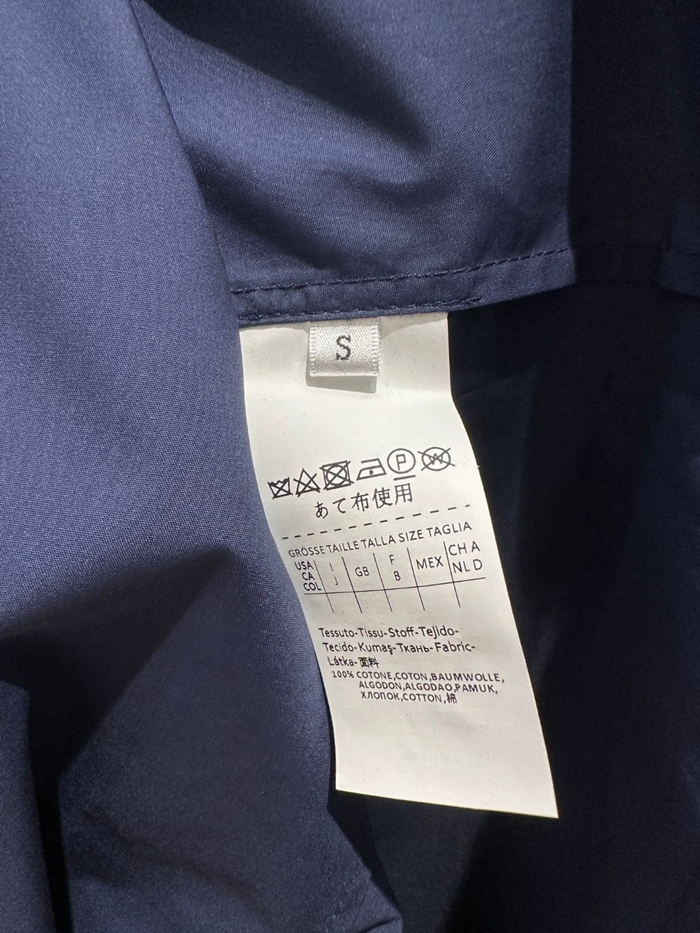 S
P W
あて布使用
GRÖSSE TAILLE TALLA SIZE TAGLIA
USA CA COL
I J
GB
F B
MEX
CH A NL D
Tessuto-Tissu-Stoff-Tejido-
Tecido-Kumaş-Ткань-Fabric-
Látka-面料
100% COTONE,COTON,BAUMWOLLE,
ALGODON,ALGODAO,PAMUK,
ХЛОПОК,COTTON,棉